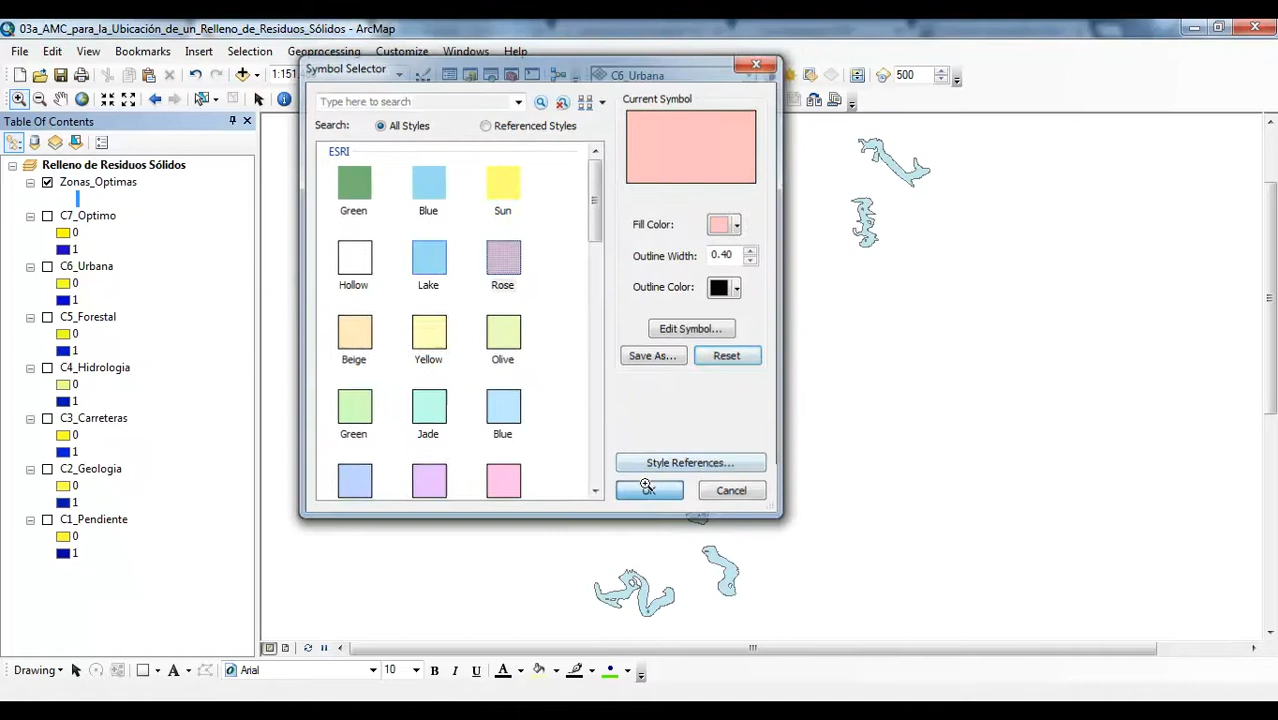 03a_AMC_para_la_Ubicación_de_un_Relleno_de_Residuos_Sólidos - ArcMap
File Edit View Bookmarks Insert Selection Geoprocessing Customize Windows Help
Symbol Selector
C6_Urbana
500
Type here to search
Search: All Styles Referenced Styles
ESRI
Green Blue Sun
Hollow Lake Rose
Beige Yellow Olive
Green Jade Blue
Current Symbol
Fill Color:
Outline Width: 0.40
Outline Color:
Edit Symbol...
Save As... Reset
Style References...
OK Cancel
Table Of Contents
Relleno de Residuos Sólidos
Zonas_Optimas
C7_Optimo
0
1
C6_Urbana
0
1
C5_Forestal
0
1
C4_Hidrologia
0
1
C3_Carreteras
0
1
C2_Geologia
0
1
C1_Pendiente
0
1
Drawing A Arial 10 B I U A